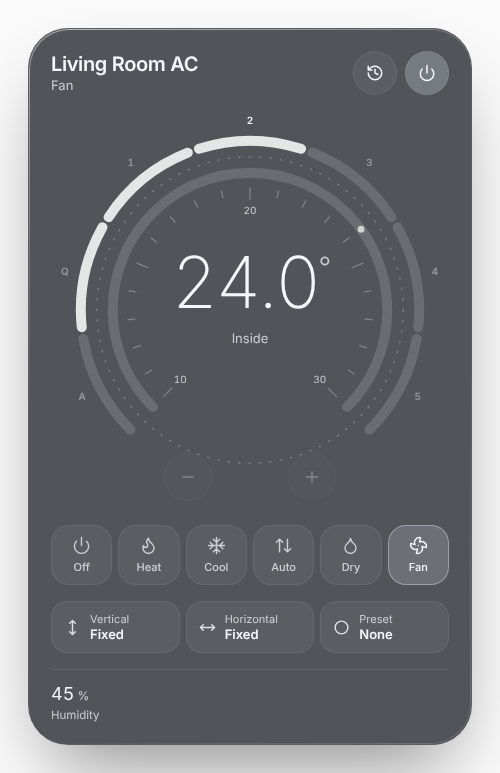 Living Room AC
Fan
2
1
3
20
Q
4
24.0°
Inside
10
30
A
5
Off
Heat
Cool
Auto
Dry
Fan
Vertical
Fixed
Horizontal
Fixed
Preset
None
45 %
Humidity